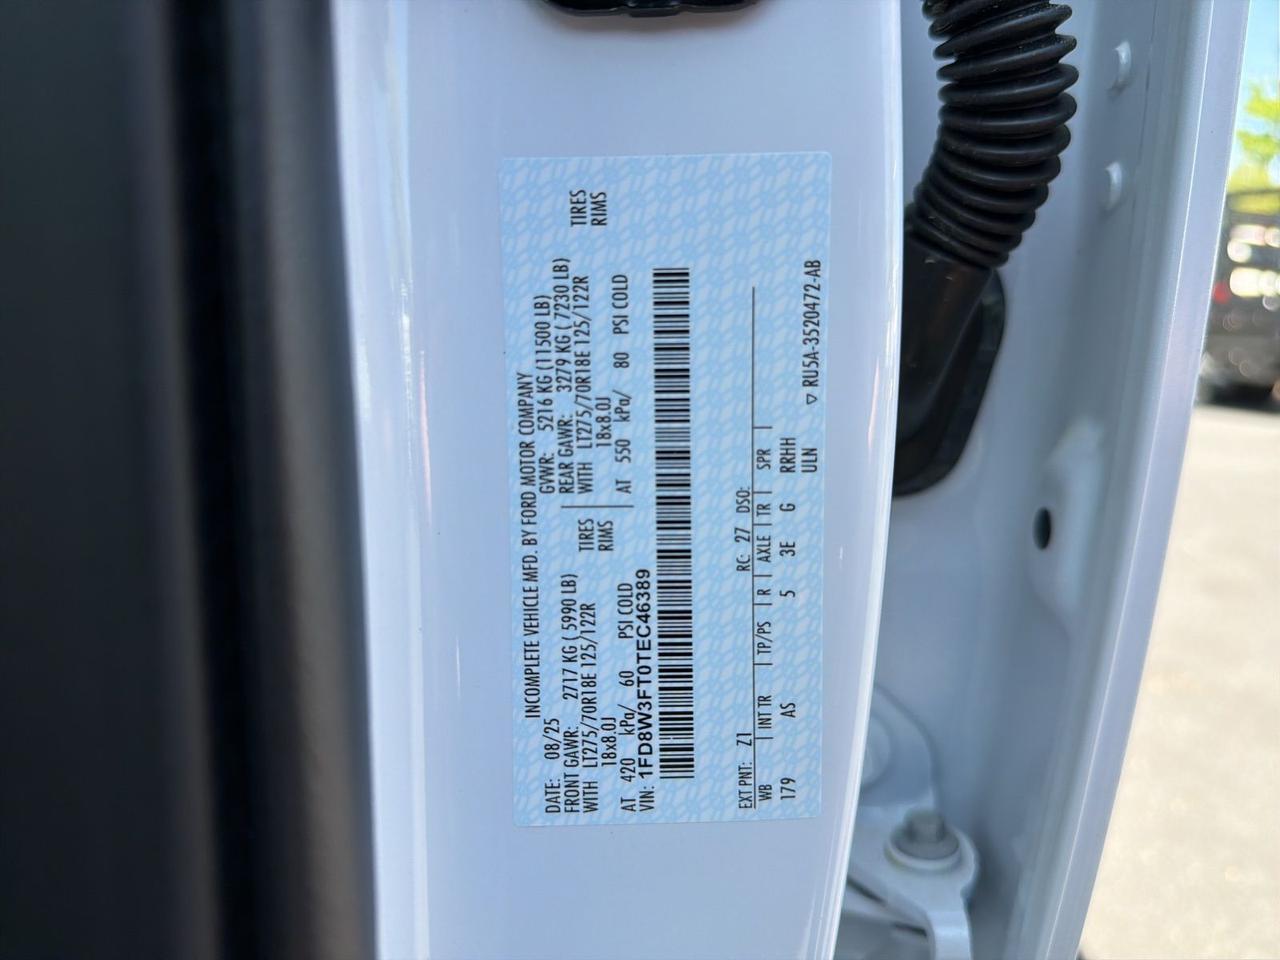 INCOMPLETE VEHICLE MFD. BY FORD MOTOR COMPANY
DATE: 08/25 GVWR: 5216 KG (11500 LB)
FRONT GAWR: 2717 KG ( 5990 LB) REAR GAWR: 3279 KG ( 7230 LB)
WITH LT275/70R18E 125/122R TIRES WITH LT275/70R18E 125/122R TIRES
18x8.0J RIMS 18x8.0J RIMS
AT 420 kPa/ 60 PSI COLD AT 550 kPa/ 80 PSI COLD
VIN: 1FD8W3FT0TEC46389
EXT PNT: Z1 RC: 27 DSO:
WB | INT TR | TP/PS | R | AXLE | TR | SPR |
179 AS 5 3E G RRHH
ULN ▽ RU5A-3520472-AB